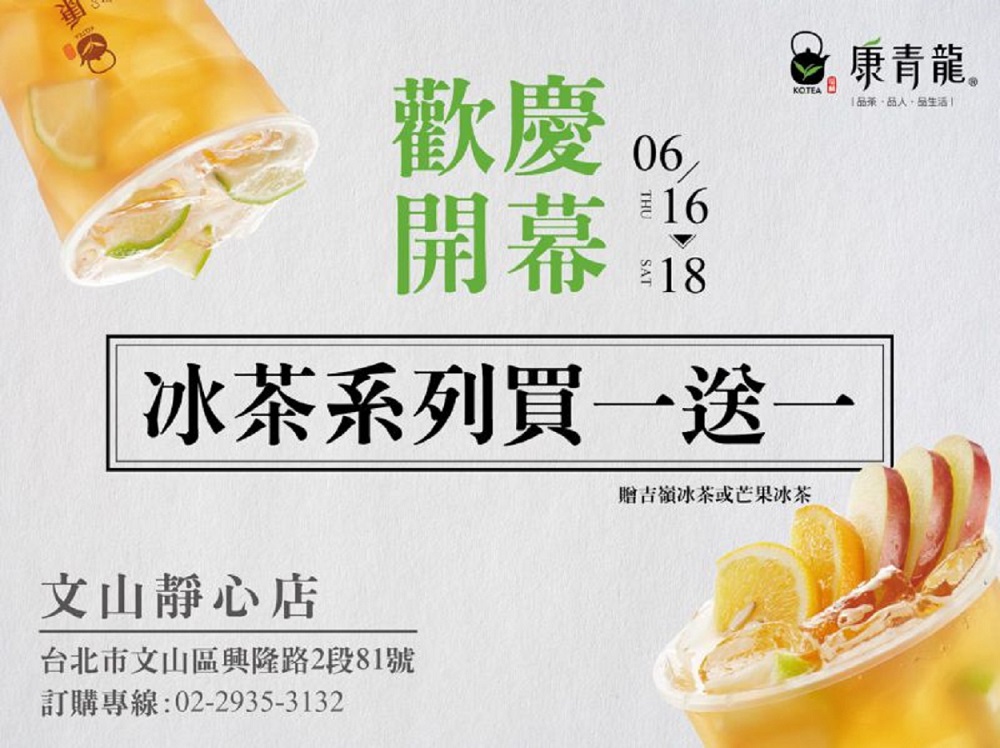 康青龍®
KO.TEA
|品茶·品人·品生活|
歡慶
開幕
06/
THU 16
SAT 18
冰茶系列買一送一
贈吉嶺冰茶或芒果冰茶
文山靜心店
台北市文山區興隆路2段81號
訂購專線:02-2935-3132